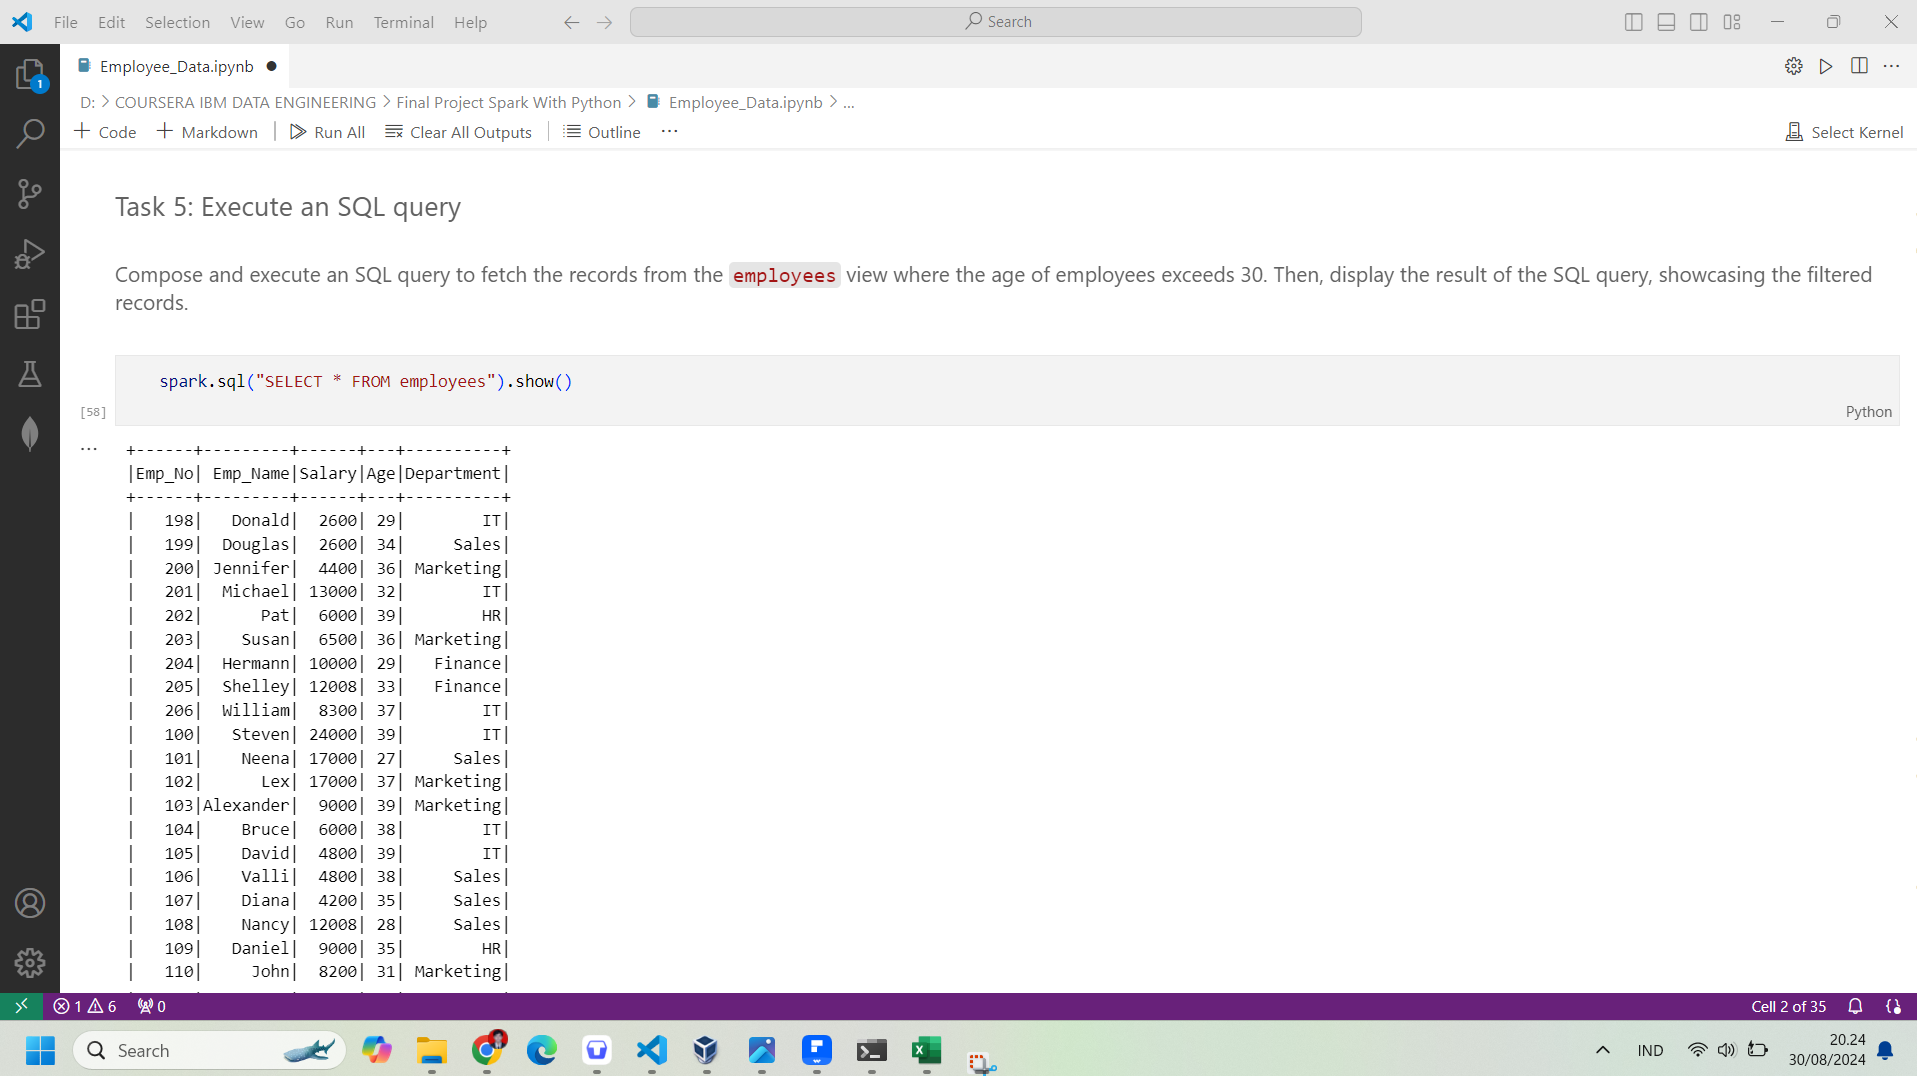 File Edit Selection View Go Run Terminal Help Search
Employee_Data.ipynb
D: > COURSERA IBM DATA ENGINEERING > Final Project Spark With Python > Employee_Data.ipynb > ...
+ Code + Markdown | Run All Clear All Outputs | Outline ... Select Kernel
Task 5: Execute an SQL query
Compose and execute an SQL query to fetch the records from the employees view where the age of employees exceeds 30. Then, display the result of the SQL query, showcasing the filtered
records.
spark.sql("SELECT * FROM employees").show()
[58] Python
... +------+---------+------+---+----------+
|Emp_No| Emp_Name|Salary|Age|Department|
+------+---------+------+---+----------+
|   198|   Donald|  2600| 29|        IT|
|   199|  Douglas|  2600| 34|     Sales|
|   200| Jennifer|  4400| 36| Marketing|
|   201|  Michael| 13000| 32|        IT|
|   202|      Pat|  6000| 39|        HR|
|   203|    Susan|  6500| 36| Marketing|
|   204|  Hermann| 10000| 29|   Finance|
|   205|  Shelley| 12008| 33|   Finance|
|   206|  William|  8300| 37|        IT|
|   100|   Steven| 24000| 39|        IT|
|   101|    Neena| 17000| 27|     Sales|
|   102|      Lex| 17000| 37| Marketing|
|   103|Alexander|  9000| 39| Marketing|
|   104|    Bruce|  6000| 38|        IT|
|   105|    David|  4800| 39|        IT|
|   106|    Valli|  4800| 38|     Sales|
|   107|    Diana|  4200| 35|     Sales|
|   108|    Nancy| 12008| 28|     Sales|
|   109|   Daniel|  9000| 35|        HR|
|   110|     John|  8200| 31| Marketing|
1 6 0 Cell 2 of 35
Search IND 20.24
30/08/2024